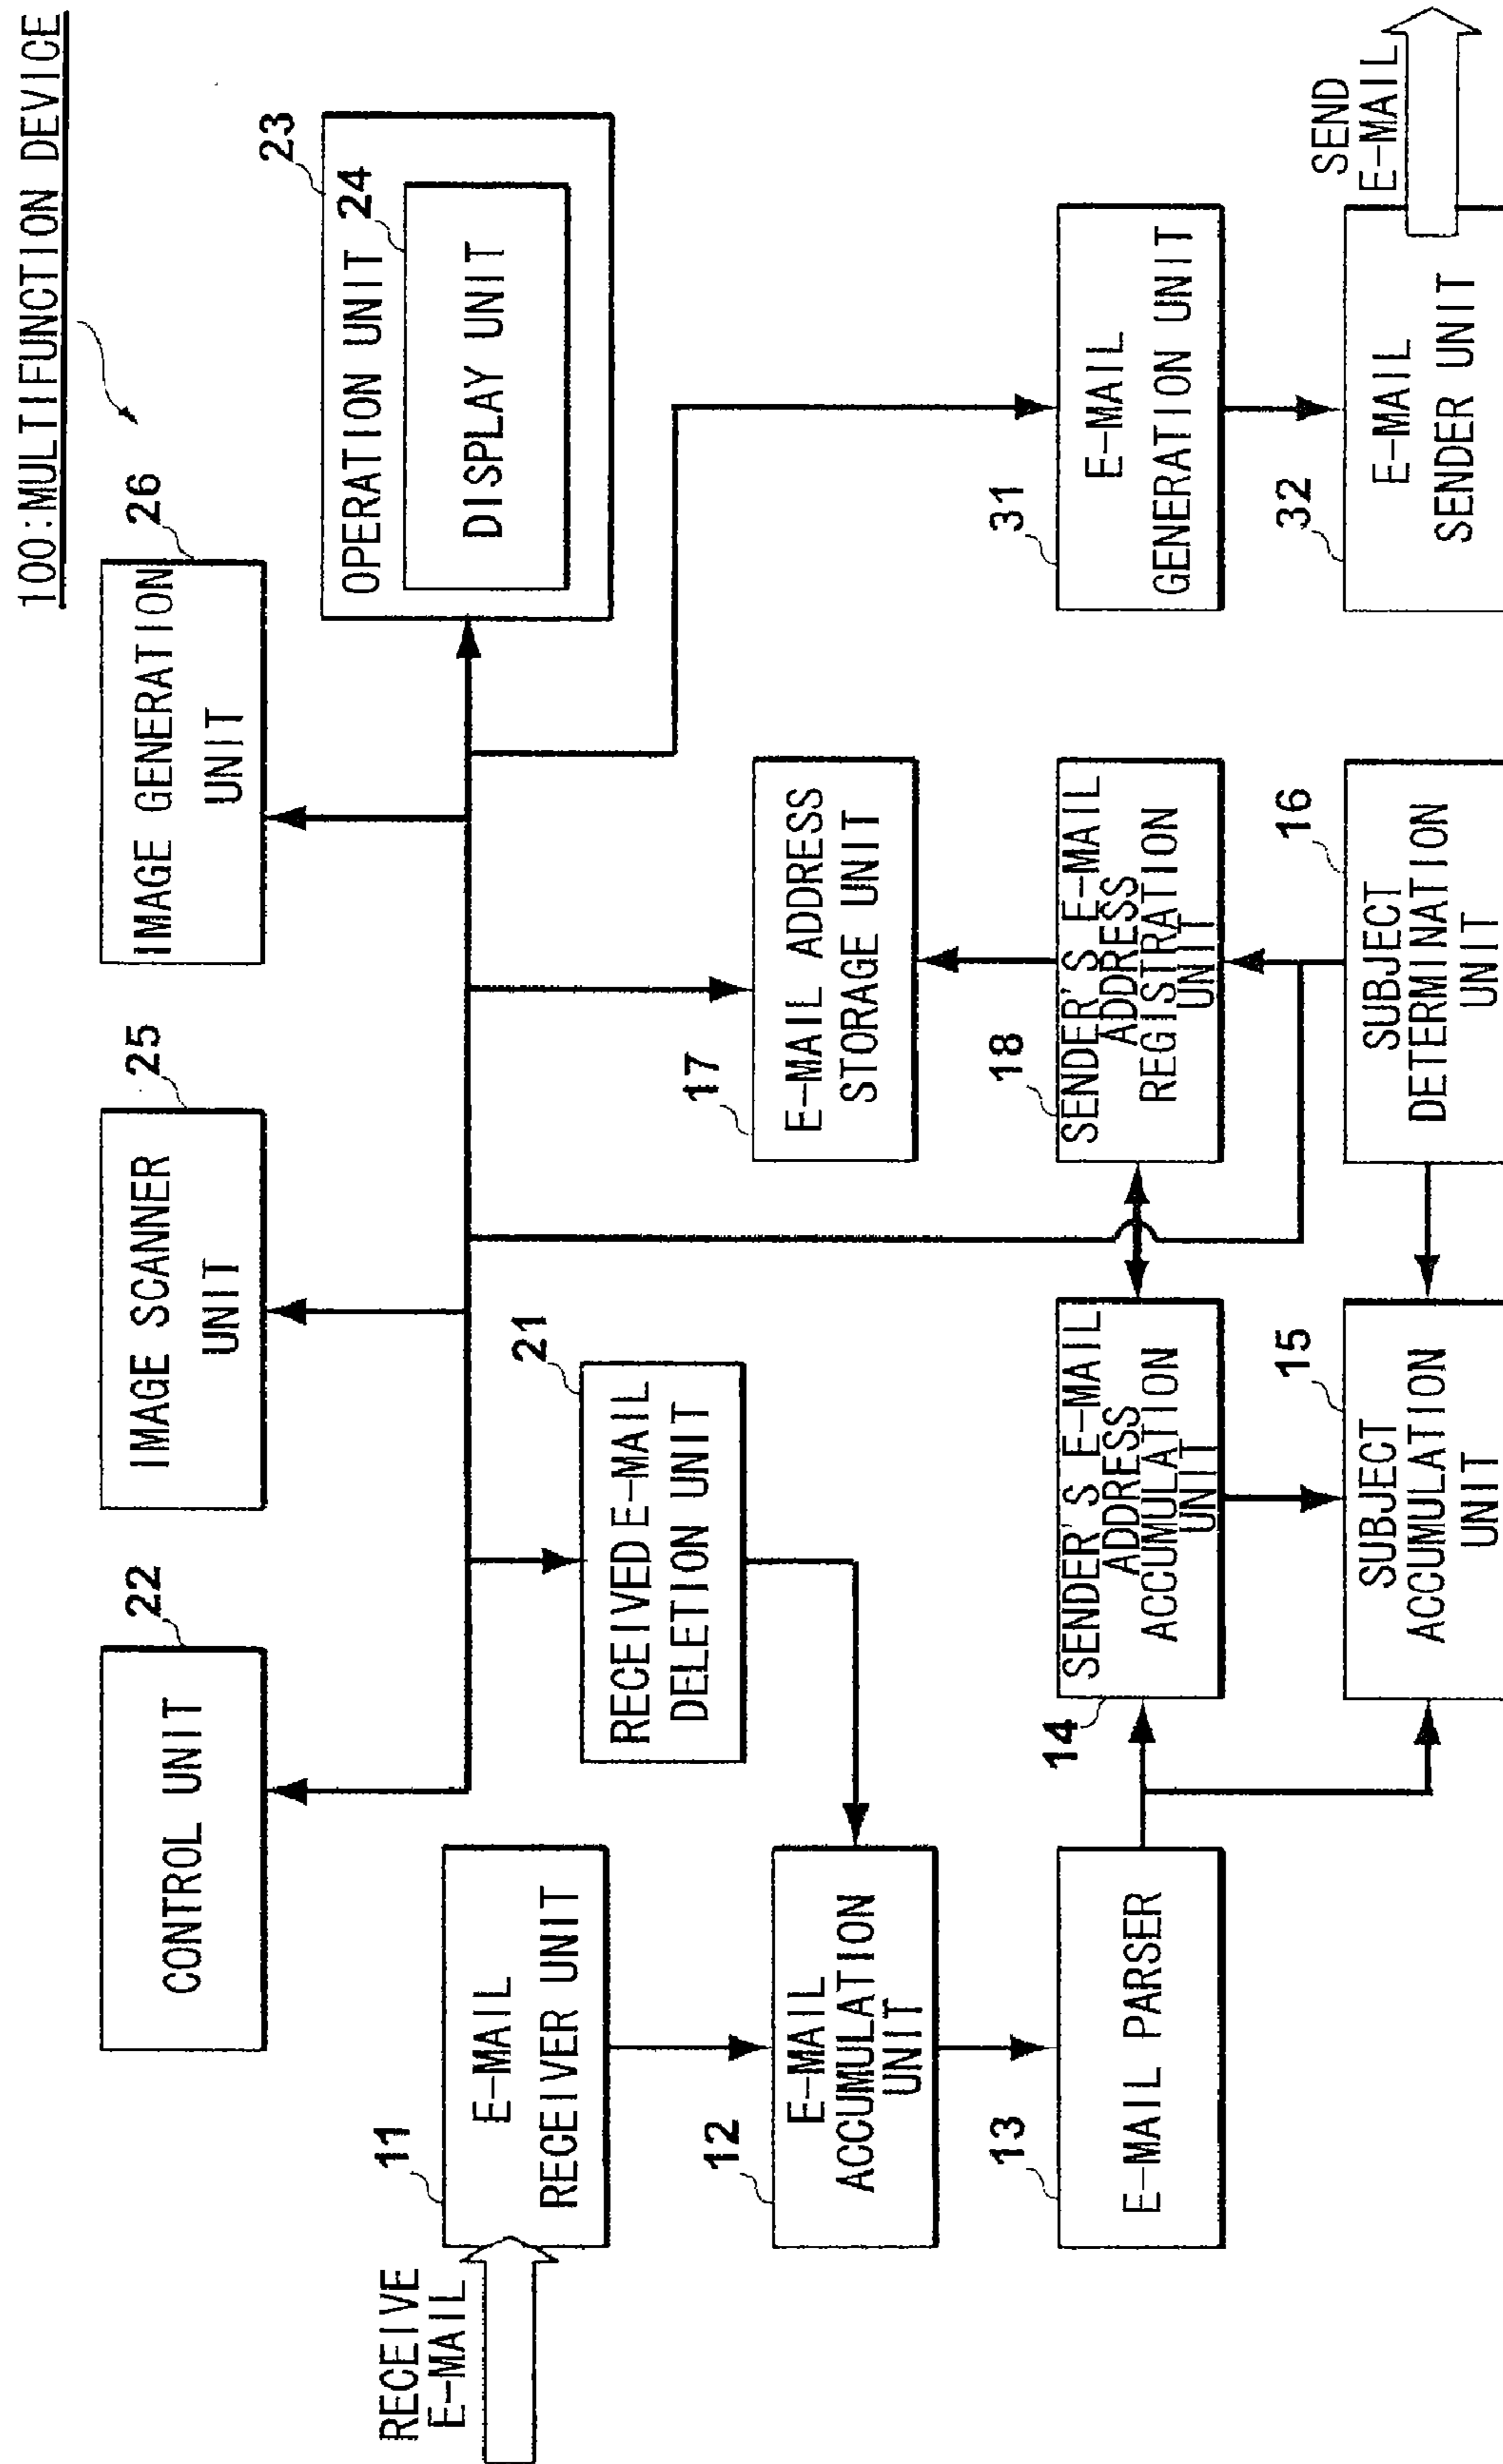 100:MULTIFUNCTION DEVICE
22
CONTROL UNIT
25
IMAGE SCANNER
UNIT
26
IMAGE GENERATION
UNIT
23
OPERATION UNIT
24
DISPLAY UNIT
RECEIVE
E-MAIL
11
E-MAIL
RECEIVER UNIT
21
RECEIVED E-MAIL
DELETION UNIT
12
E-MAIL
ACCUMULATION
UNIT
17
E-MAIL ADDRESS
STORAGE UNIT
13
E-MAIL PARSER
14
SENDER'S E-MAIL
ADDRESS
ACCUMULATION
UNIT
18
SENDER'S E-MAIL
ADDRESS
REGISTRATION
UNIT
31
E-MAIL
GENERATION UNIT
15
SUBJECT
ACCUMULATION
UNIT
16
SUBJECT
DETERMINATION
UNIT
32
E-MAIL
SENDER UNIT
SEND
E-MAIL